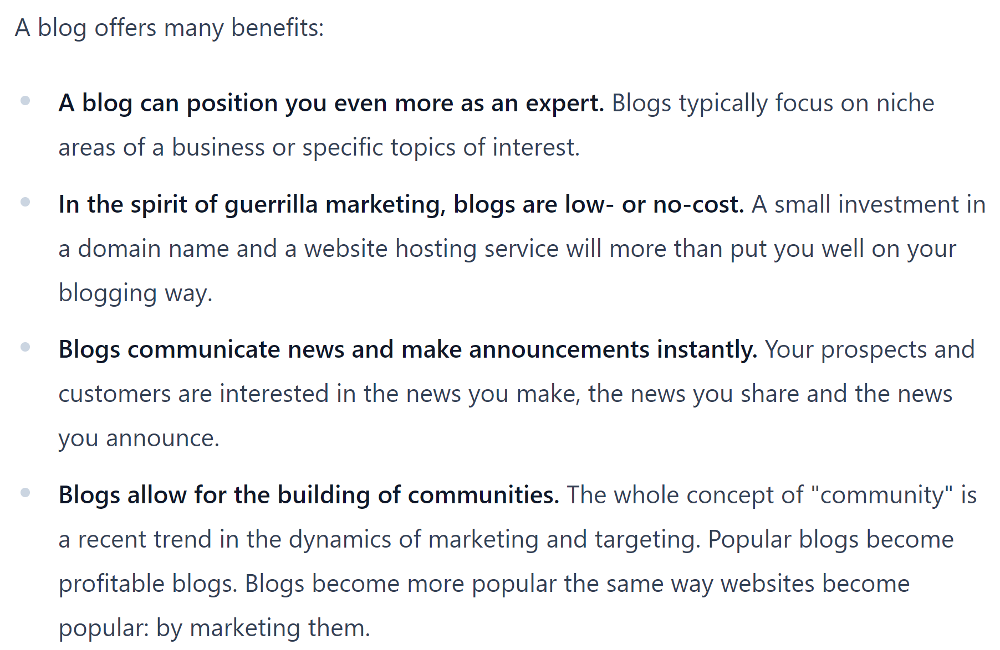 A blog offers many benefits:
A blog can position you even more as an expert. Blogs typically focus on niche
areas of a business or specific topics of interest.
In the spirit of guerrilla marketing, blogs are low- or no-cost. A small investment in
a domain name and a website hosting service will more than put you well on your
blogging way.
Blogs communicate news and make announcements instantly. Your prospects and
customers are interested in the news you make, the news you share and the news
you announce.
Blogs allow for the building of communities. The whole concept of "community" is
a recent trend in the dynamics of marketing and targeting. Popular blogs become
profitable blogs. Blogs become more popular the same way websites become
popular: by marketing them.